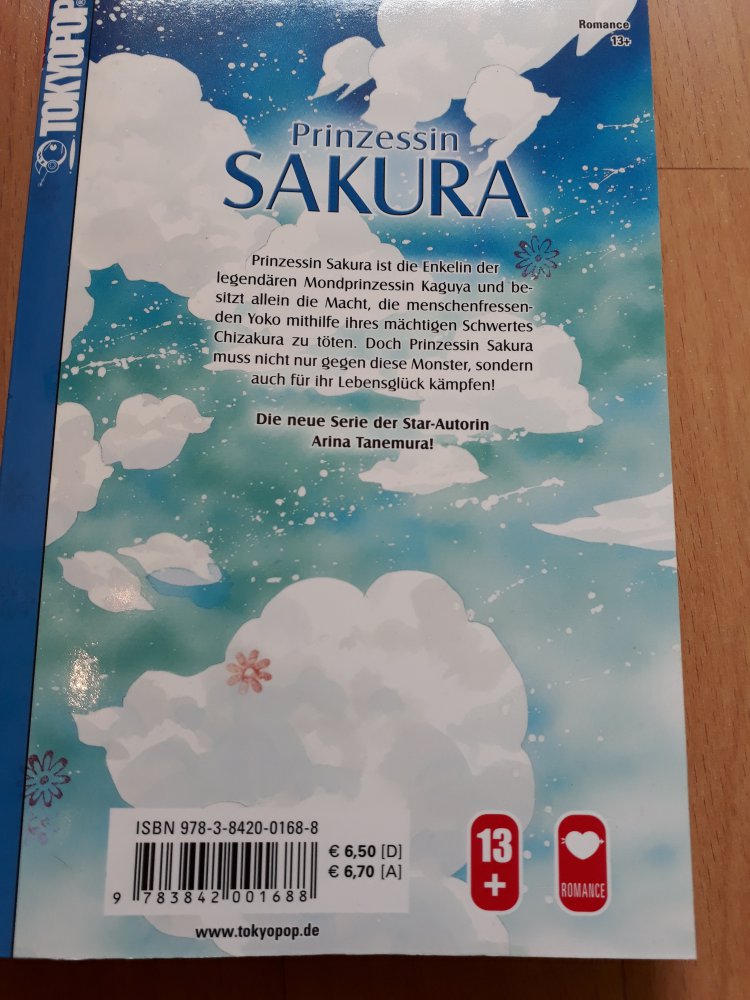 TOKYOPOP
Romance
13+
Prinzessin
SAKURA
Prinzessin Sakura ist die Enkelin der
legendären Mondprinzessin Kaguya und be-
sitzt allein die Macht, die menschenfressen-
den Yoko mithilfe ihres mächtigen Schwertes
Chizakura zu töten. Doch Prinzessin Sakura
muss nicht nur gegen diese Monster, sondern
auch für ihr Lebensglück kämpfen!
Die neue Serie der Star-Autorin
Arina Tanemura!
ISBN 978-3-8420-0168-8
€ 6,50 [D]
€ 6,70 [A]
9 783842 001688
www.tokyopop.de
13
+
ROMANCE